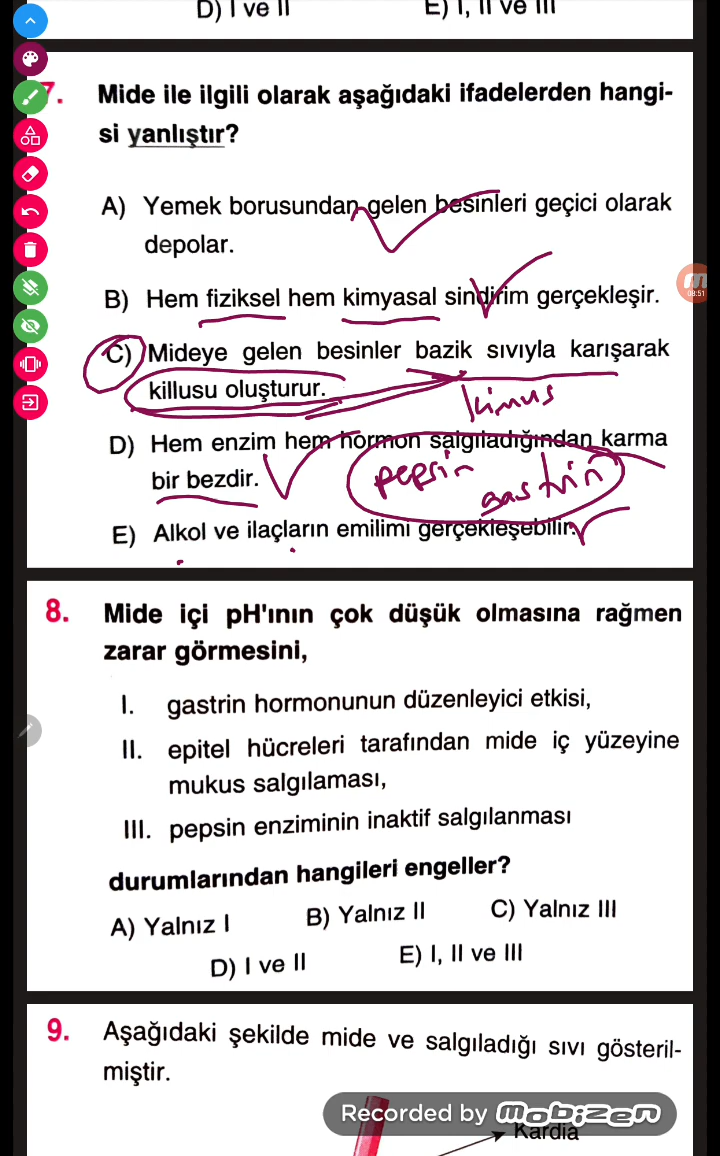 D) I ve II E) I, II ve III
7. Mide ile ilgili olarak aşağıdaki ifadelerden hangi-
si yanlıştır?
A) Yemek borusundan gelen besinleri geçici olarak
depolar.
B) Hem fiziksel hem kimyasal sindirim gerçekleşir.
C) Mideye gelen besinler bazik sıvıyla karışarak
killusu oluşturur.
kimus
D) Hem enzim hem hormon salgıladığından karma
bir bezdir.
pepsin
gastrin
E) Alkol ve ilaçların emilimi gerçekleşebilir.
8. Mide içi pH'ının çok düşük olmasına rağmen
zarar görmesini,
I. gastrin hormonunun düzenleyici etkisi,
II. epitel hücreleri tarafından mide iç yüzeyine
mukus salgılaması,
III. pepsin enziminin inaktif salgılanması
durumlarından hangileri engeller?
A) Yalnız I B) Yalnız II C) Yalnız III
D) I ve II E) I, II ve III
9. Aşağıdaki şekilde mide ve salgıladığı sıvı gösteril-
miştir.
Kardia
Recorded by mobizen
08:51